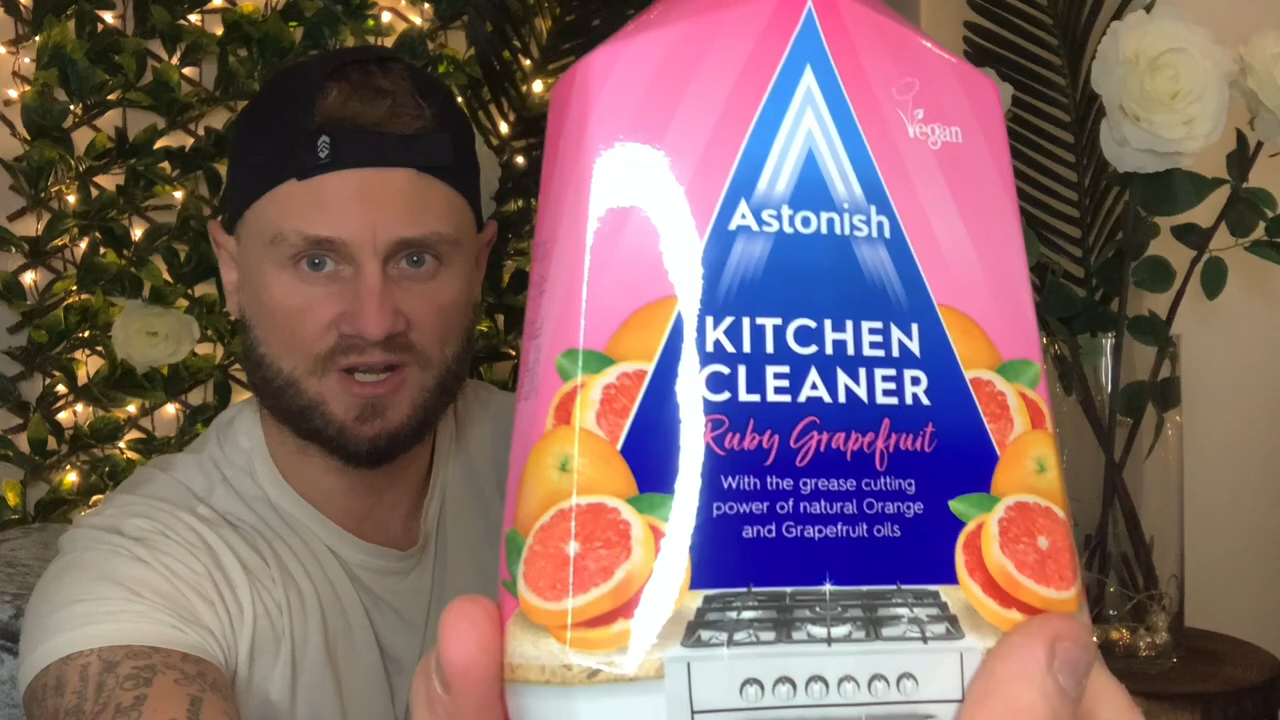 Vegan
Astonish
KITCHEN
CLEANER
Ruby Grapefruit
With the grease cutting
power of natural Orange
and Grapefruit oils